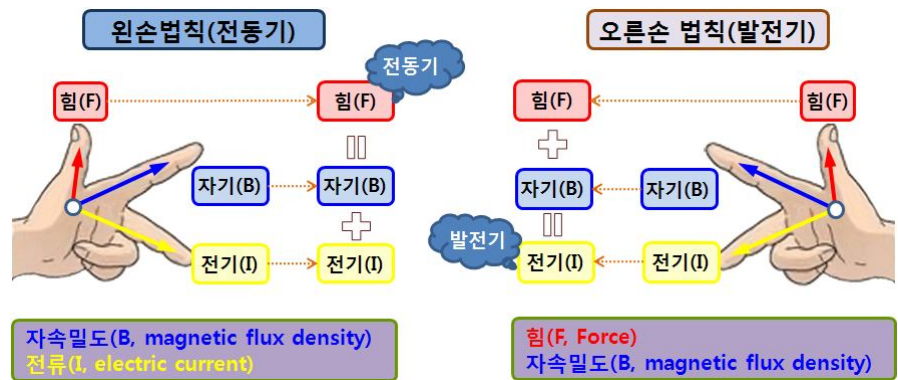 왼손법칙(전동기)
전동기
힘(F)
힘(F)
자기(B)
자기(B)
전기(I)
전기(I)
자속밀도(B, magnetic flux density)
전류(I, electric current)
오른손 법칙(발전기)
힘(F)
힘(F)
자기(B)
자기(B)
발전기
전기(I)
전기(I)
힘(F, Force)
자속밀도(B, magnetic flux density)